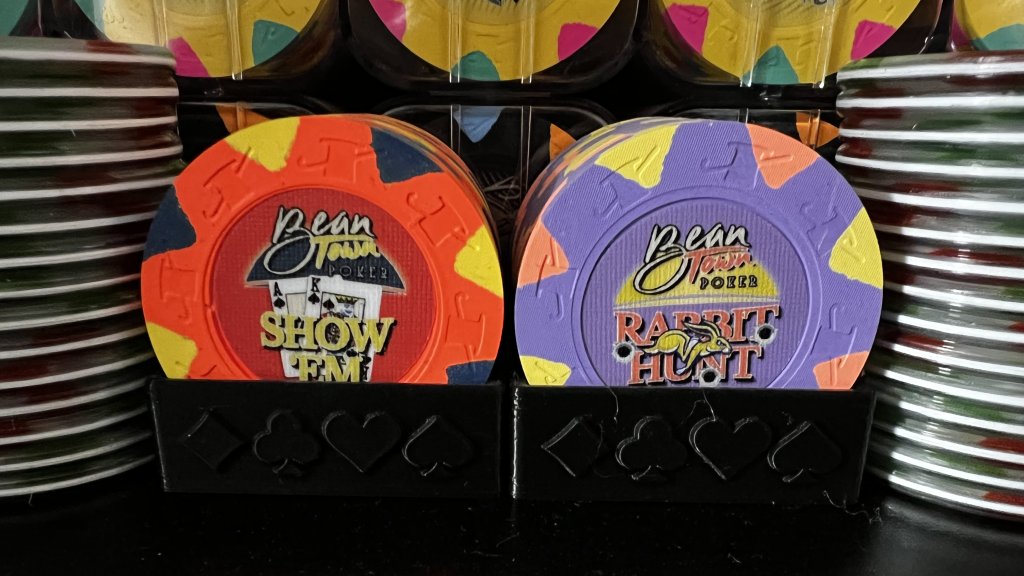 Bean
Town
POKER
A K
SHOW
'EM
Bean
Town
POKER
RABBIT
HUNT